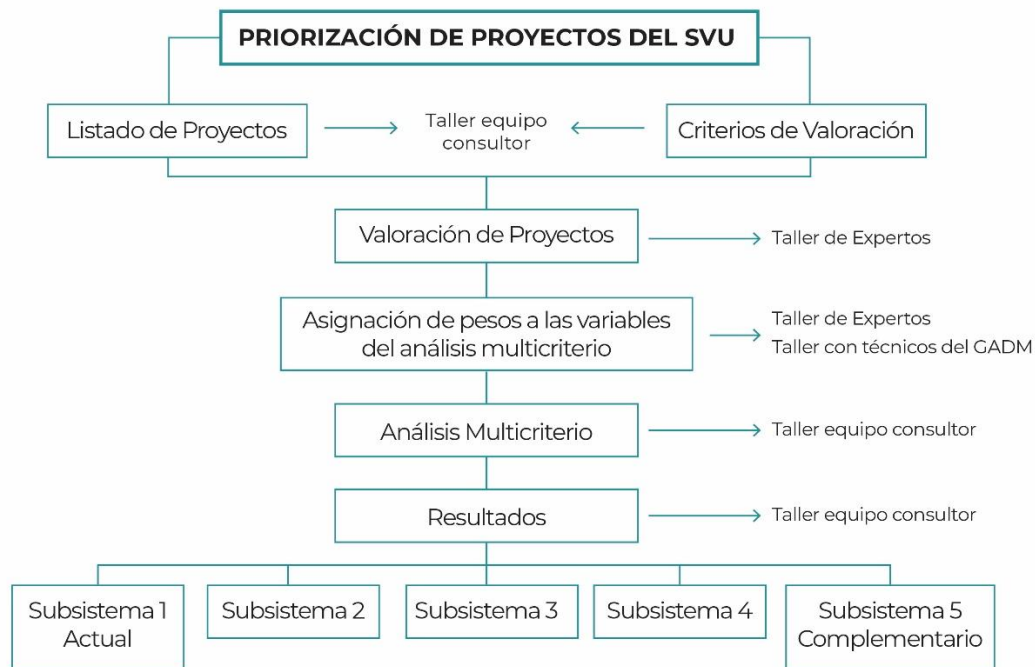 PRIORIZACIÓN DE PROYECTOS DEL SVU
Listado de Proyectos
Taller equipo
consultor
Criterios de Valoración
Valoración de Proyectos
Taller de Expertos
Asignación de pesos a las variables
del análisis multicriterio
Taller de Expertos
Taller con técnicos del GADM
Análisis Multicriterio
Taller equipo consultor
Resultados
Taller equipo consultor
Subsistema 1
Actual
Subsistema 2
Subsistema 3
Subsistema 4
Subsistema 5
Complementario